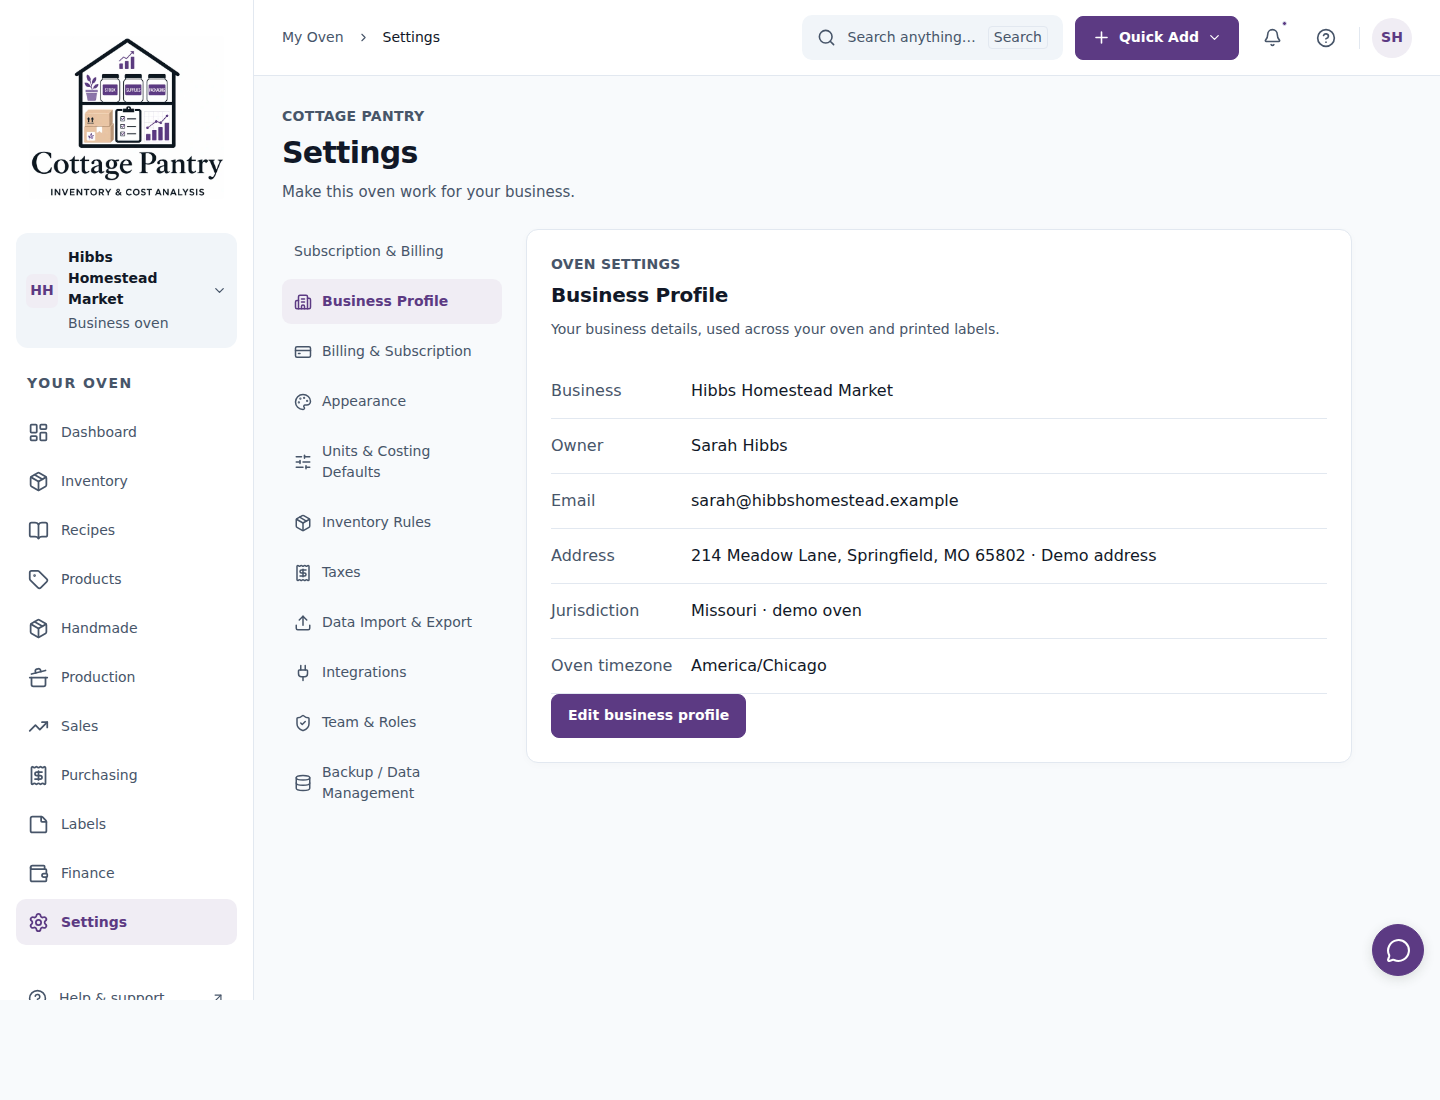 Cottage Pantry
INVENTORY & COST ANALYSIS
HH
Hibbs
Homestead
Market
Business oven
YOUR OVEN
Dashboard
Inventory
Recipes
Products
Handmade
Production
Sales
Purchasing
Labels
Finance
Settings
Help & support
My Oven
Settings
Search anything...
Search
Quick Add
SH
COTTAGE PANTRY
Settings
Make this oven work for your business.
Subscription & Billing
Business Profile
Billing & Subscription
Appearance
Units & Costing
Defaults
Inventory Rules
Taxes
Data Import & Export
Integrations
Team & Roles
Backup / Data
Management
OVEN SETTINGS
Business Profile
Your business details, used across your oven and printed labels.
Business Hibbs Homestead Market
Owner Sarah Hibbs
Email sarah@hibbshomestead.example
Address 214 Meadow Lane, Springfield, MO 65802 · Demo address
Jurisdiction Missouri · demo oven
Oven timezone America/Chicago
Edit business profile